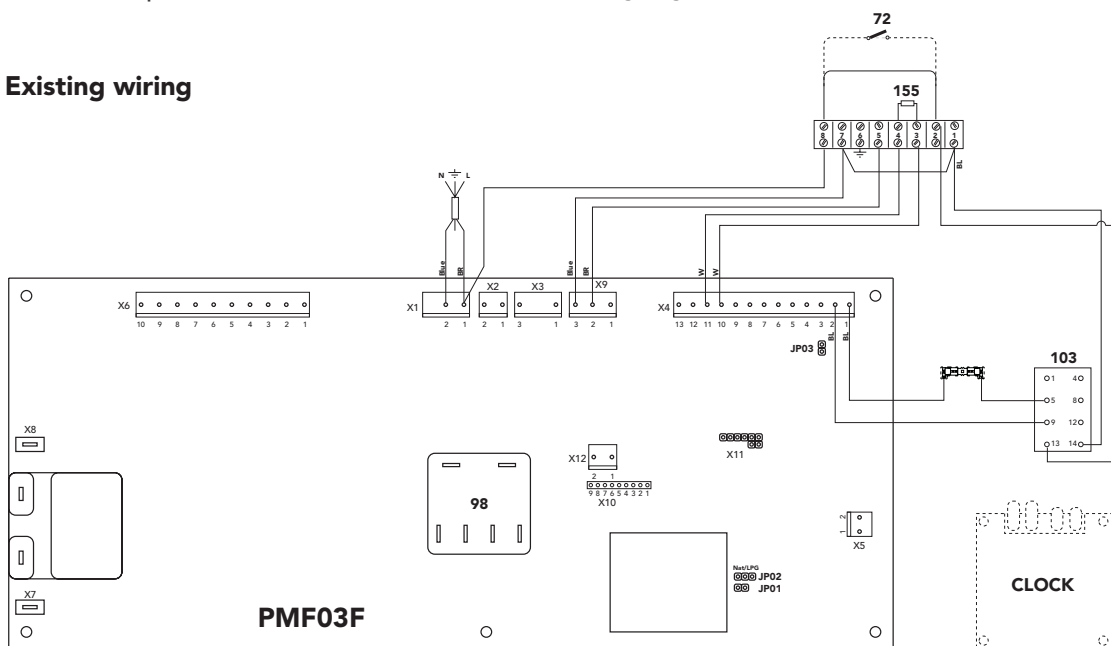 72
Existing wiring
155
8 7 6 5 4 3 2 1
BL
N L
Blue BR
Blue BR
W W
X6
10 9 8 7 6 5 4 3 2 1
X1
2 1
X2
2 1
X3
3 1
X9
3 2 1
X4
13 12 11 10 9 8 7 6 5 4 3 2 1
BL BL
JP03
103
1 4
5 8
9 12
13 14
X8
X12
2 1
X11
9 8 7 6 5 4 3 2 1
X10
98
2
1
X5
Nat/LPG
JP02
JP01
CLOCK
X7
PMF03F